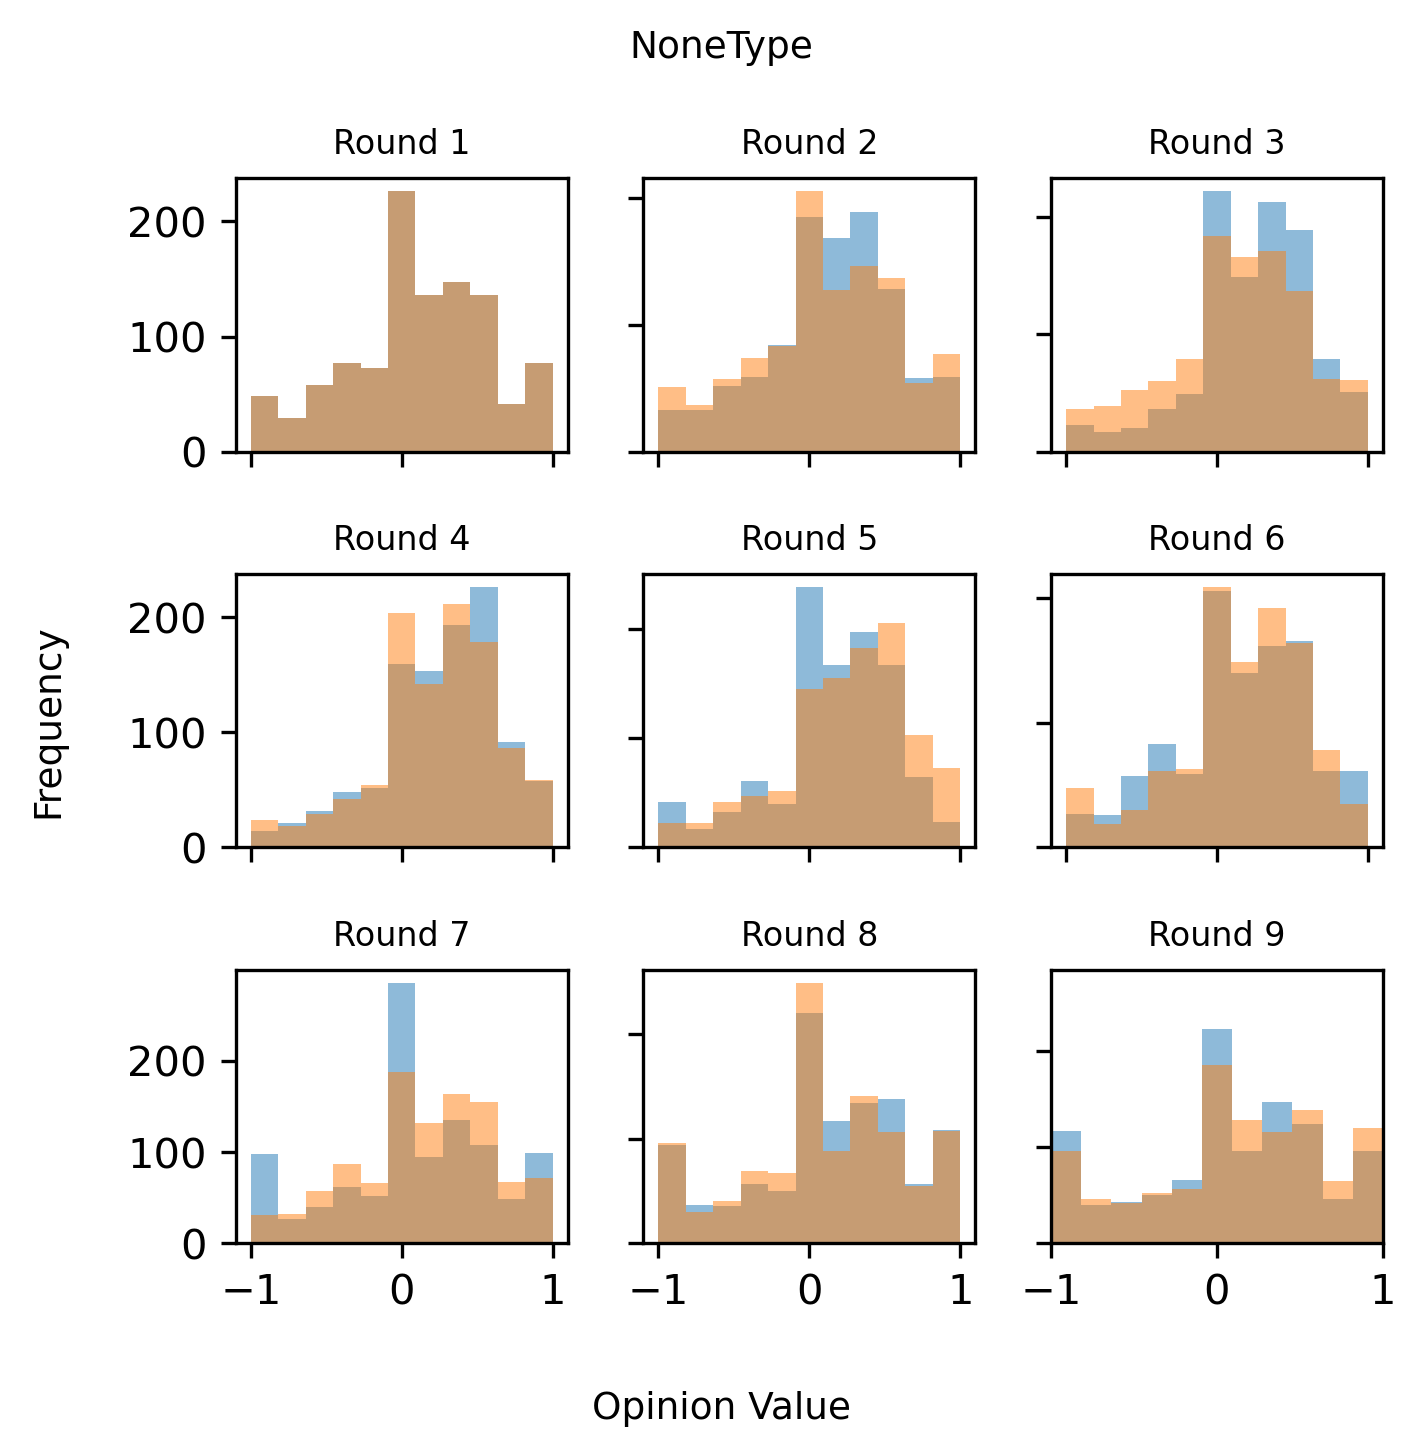 NoneType
Round 1
Round 2
Round 3
200
100
0
Round 4
Round 5
Round 6
200
100
0
Frequency
Round 7
Round 8
Round 9
200
100
0
−1 0 1
−1 0 1
−1 0 1
Opinion Value